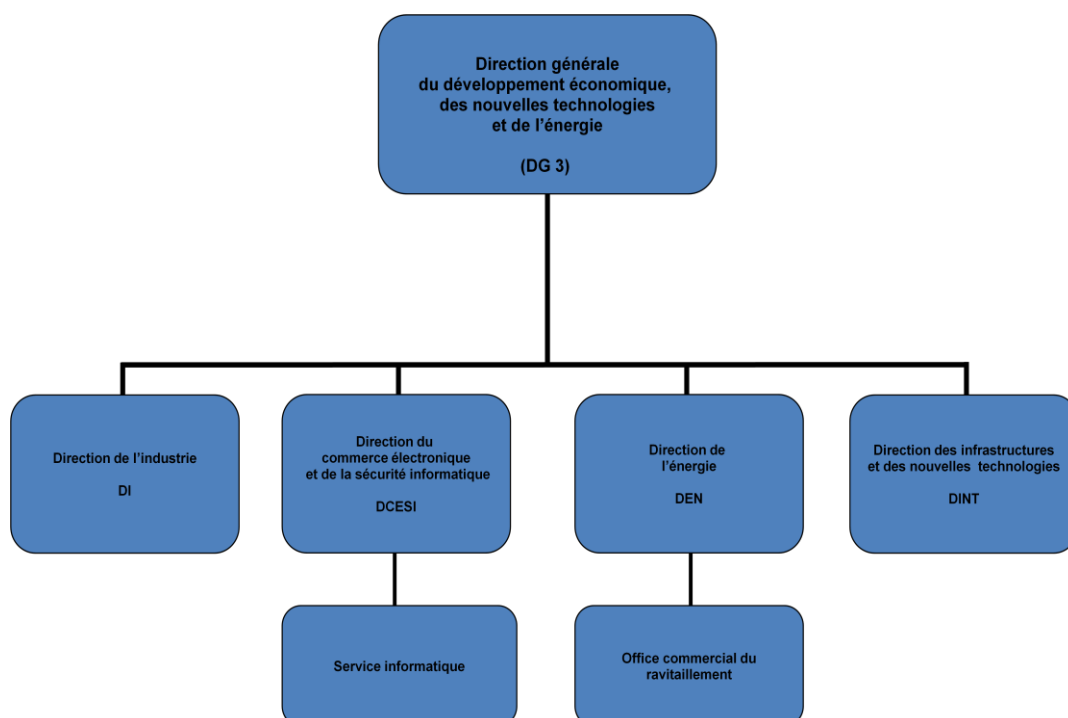 Direction générale
du développement économique,
des nouvelles technologies
et de l'énergie
(DG 3)
Direction de l'industrie
DI
Direction du
commerce électronique
et de la sécurité informatique
DCESI
Direction de
l'énergie
DEN
Direction des infrastructures
et des nouvelles technologies
DINT
Service informatique
Office commercial du
ravitaillement